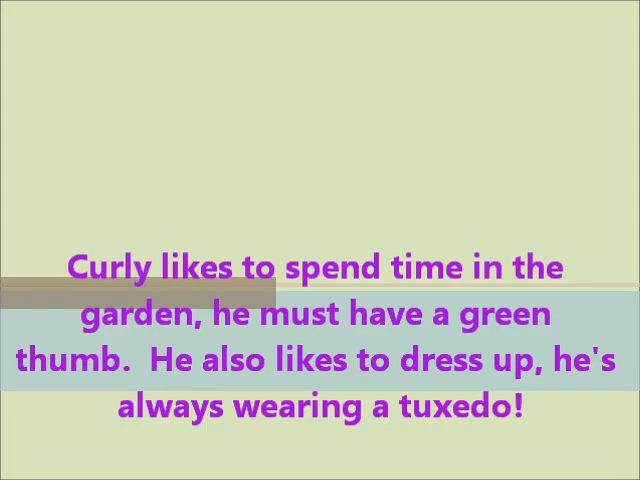 Curly likes to spend time in the
garden, he must have a green
thumb.  He also likes to dress up, he's
always wearing a tuxedo!